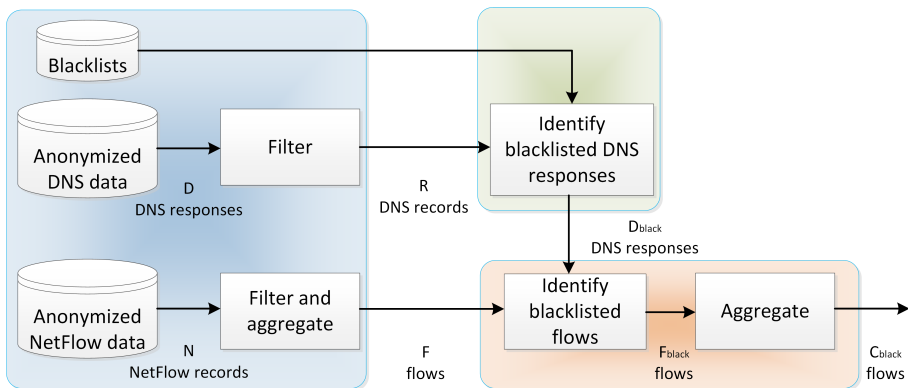 Blacklists
Anonymized
DNS data
Filter
Identify
blacklisted DNS
responses
D
DNS responses
R
DNS records
Dblack
DNS responses
Anonymized
NetFlow data
Filter and
aggregate
Identify
blacklisted
flows
Aggregate
N
NetFlow records
F
flows
Fblack
flows
Cblack
flows